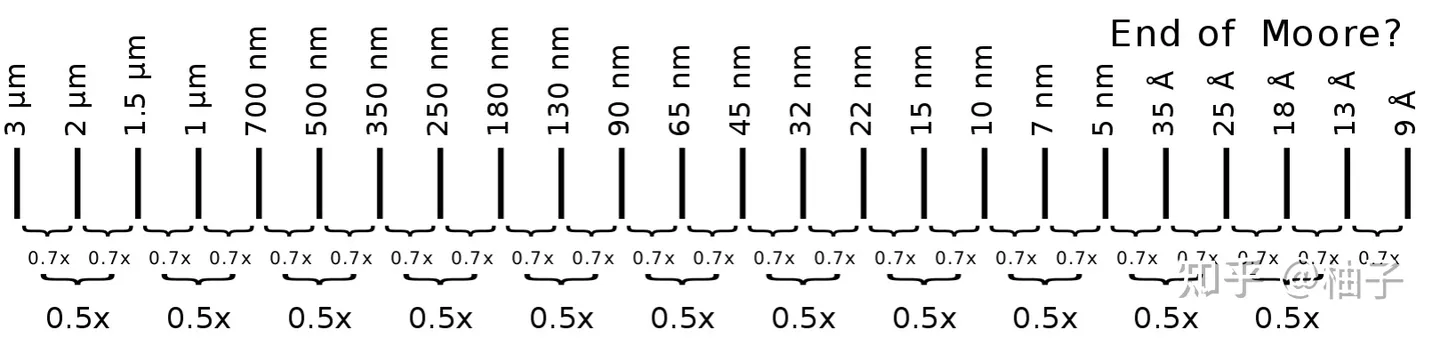 End of Moore?
3 µm 2 µm 1.5 µm 1 µm 700 nm 500 nm 350 nm 250 nm 180 nm 130 nm 90 nm 65 nm 45 nm 32 nm 22 nm 15 nm 10 nm 7 nm 5 nm 35 Å 25 Å 18 Å 13 Å 9 Å
0.7x 0.7x 0.7x 0.7x 0.7x 0.7x 0.7x 0.7x 0.7x 0.7x 0.7x 0.7x 0.7x 0.7x 0.7x 0.7x 0.7x 0.7x 0.7x 0.7x 0.7x 0.7x 0.7x
知乎 @柚子
0.5x 0.5x 0.5x 0.5x 0.5x 0.5x 0.5x 0.5x 0.5x 0.5x 0.5x